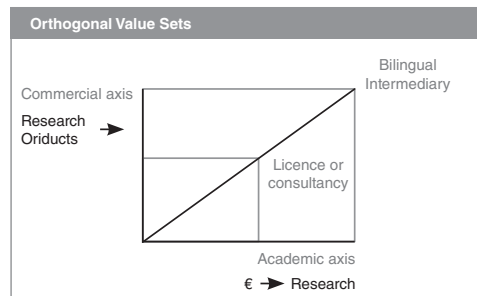 Orthogonal Value Sets
Bilingual
Intermediary
Commercial axis
Research
Oriducts
Licence or
consultancy
Academic axis
€ → Research